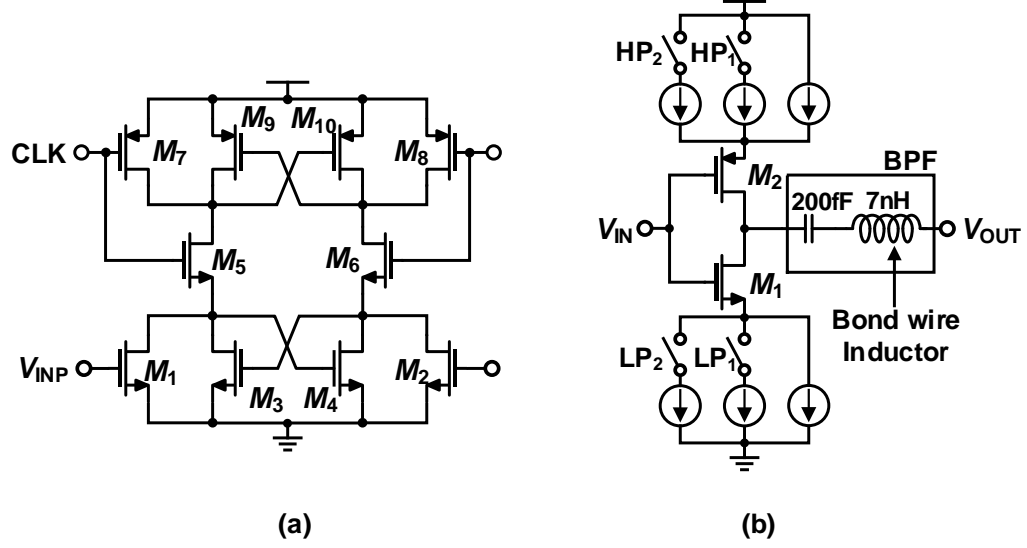 CLK
M7
M9
M10
M8
M5
M6
VINP
M1
M3
M4
M2
(a)
HP2
HP1
M2
BPF
200fF 7nH
VIN
VOUT
M1
Bond wire
Inductor
LP2
LP1
(b)